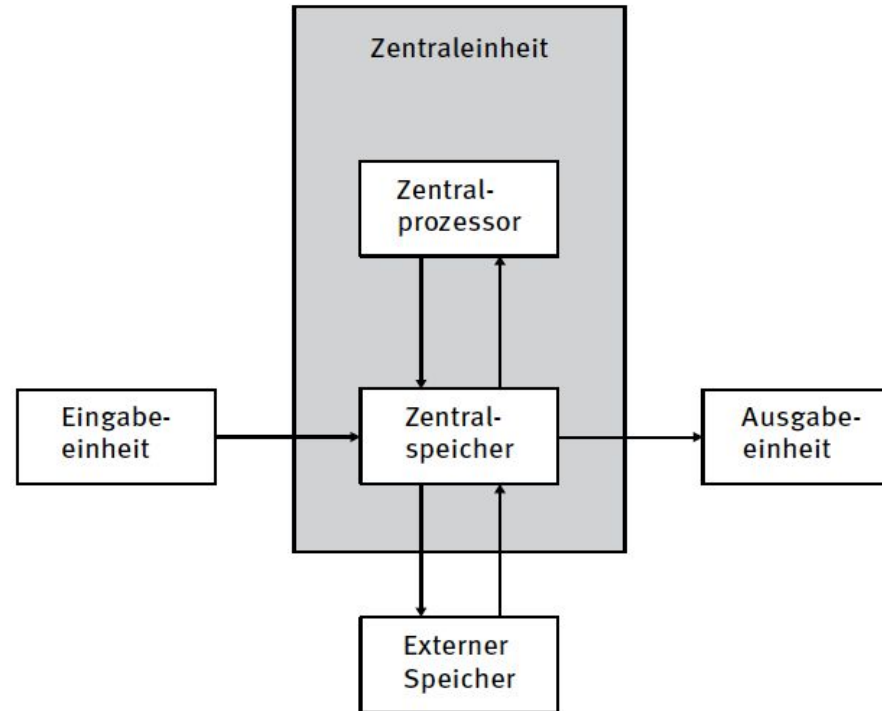 Zentraleinheit
Zentral-
prozessor
Eingabe-
einheit
Zentral-
speicher
Ausgabe-
einheit
Externer
Speicher